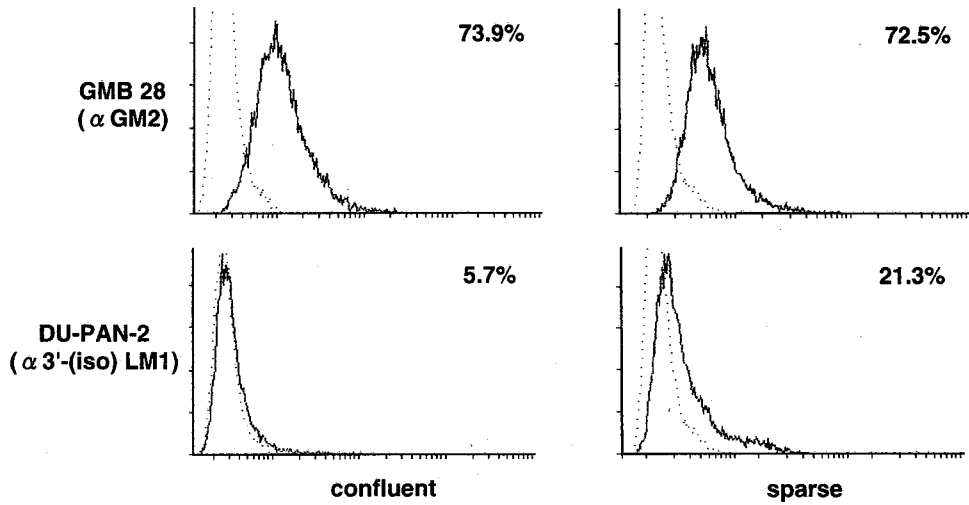 73.9%
72.5%
GMB 28
( α GM2)
5.7%
21.3%
DU-PAN-2
( α 3'-(iso) LM1)
confluent
sparse